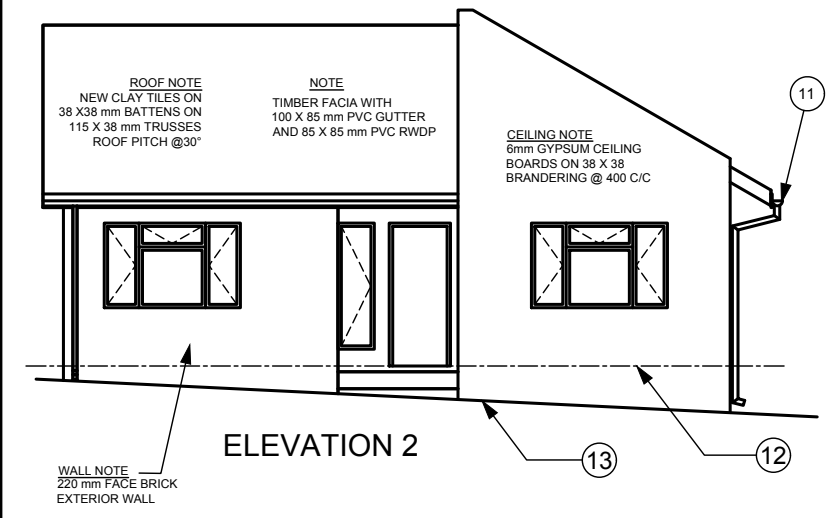 ROOF NOTE
NEW CLAY TILES ON
38 X38 mm BATTENS ON
115 X 38 mm TRUSSES
ROOF PITCH @30°
NOTE
TIMBER FACIA WITH
100 X 85 mm PVC GUTTER
AND 85 X 85 mm PVC RWDP
CEILING NOTE
6mm GYPSUM CEILING
BOARDS ON 38 X 38
BRANDERING @ 400 C/C
11
ELEVATION 2
13
12
WALL NOTE
220 mm FACE BRICK
EXTERIOR WALL